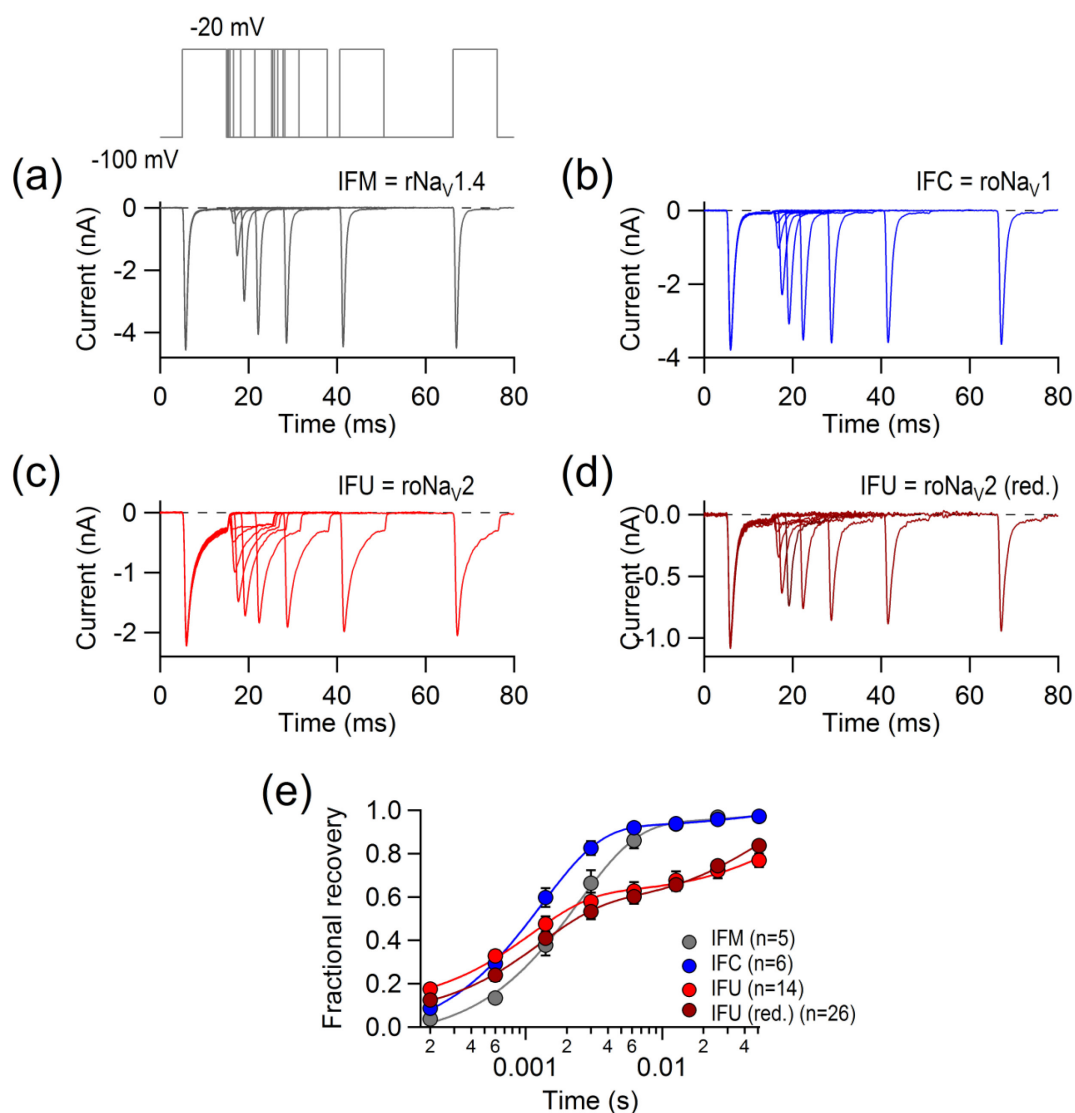 -20 mV
-100 mV
(a)
IFM = rNaV1.4
0
-2
-4
Current (nA)
0 20 40 60 80
Time (ms)
(b)
IFC = roNaV1
0
-2
-4
Current (nA)
0 20 40 60 80
Time (ms)
(c)
IFU = roNaV2
0
-1
-2
Current (nA)
0 20 40 60 80
Time (ms)
(d)
IFU = roNaV2 (red.)
0.0
-0.5
-1.0
Current (nA)
0 20 40 60 80
Time (ms)
(e)
1.0
0.8
0.6
0.4
0.2
0.0
Fractional recovery
IFM (n=5)
IFC (n=6)
IFU (n=14)
IFU (red.) (n=26)
2 4 6 2 4 6 2 4
0.001 0.01
Time (s)